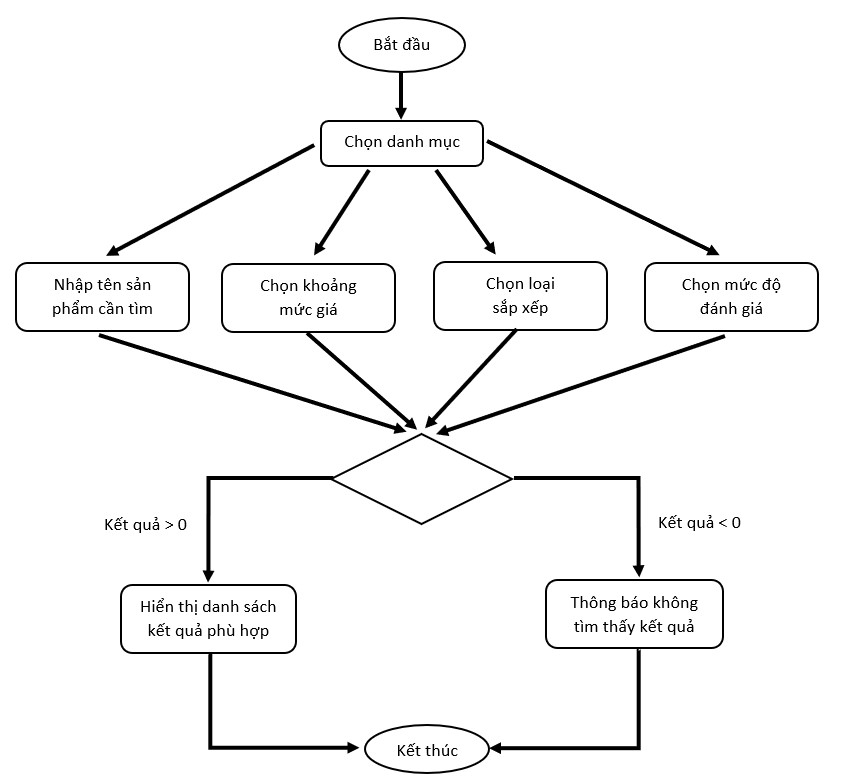 Bắt đầu
Chọn danh mục
Nhập tên sản
phẩm cần tìm
Chọn khoảng
mức giá
Chọn loại
sắp xếp
Chọn mức độ
đánh giá
Kết quả > 0
Kết quả < 0
Hiển thị danh sách
kết quả phù hợp
Thông báo không
tìm thấy kết quả
Kết thúc